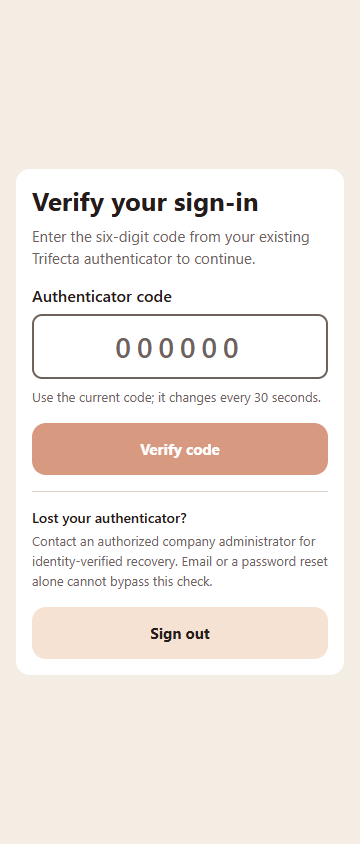 Verify your sign-in
Enter the six-digit code from your existing
Trifecta authenticator to continue.
Authenticator code
000000
Use the current code; it changes every 30 seconds.
Verify code
Lost your authenticator?
Contact an authorized company administrator for
identity-verified recovery. Email or a password reset
alone cannot bypass this check.
Sign out